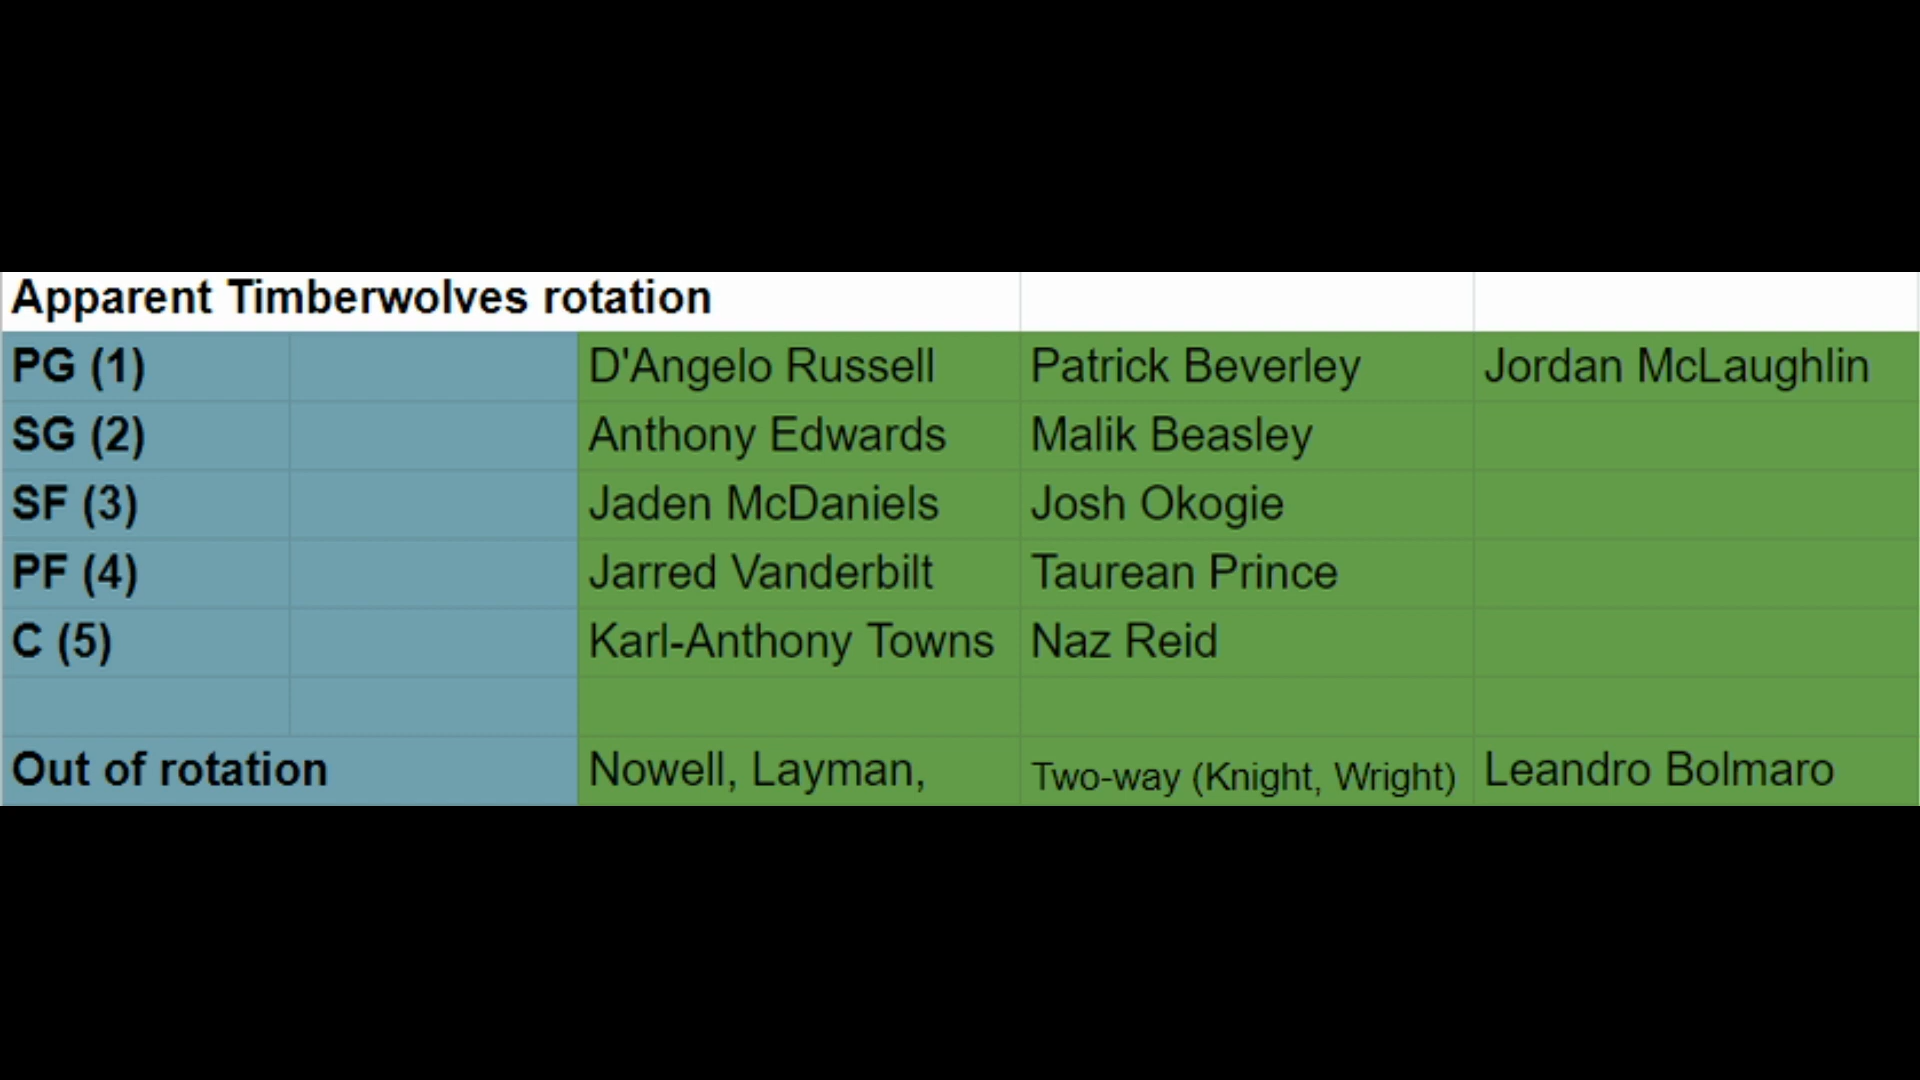 Apparent Timberwolves rotation
PG (1) D'Angelo Russell Patrick Beverley Jordan McLaughlin
SG (2) Anthony Edwards Malik Beasley
SF (3) Jaden McDaniels Josh Okogie
PF (4) Jarred Vanderbilt Taurean Prince
C (5) Karl-Anthony Towns Naz Reid
Out of rotation Nowell, Layman, Two-way (Knight, Wright) Leandro Bolmaro